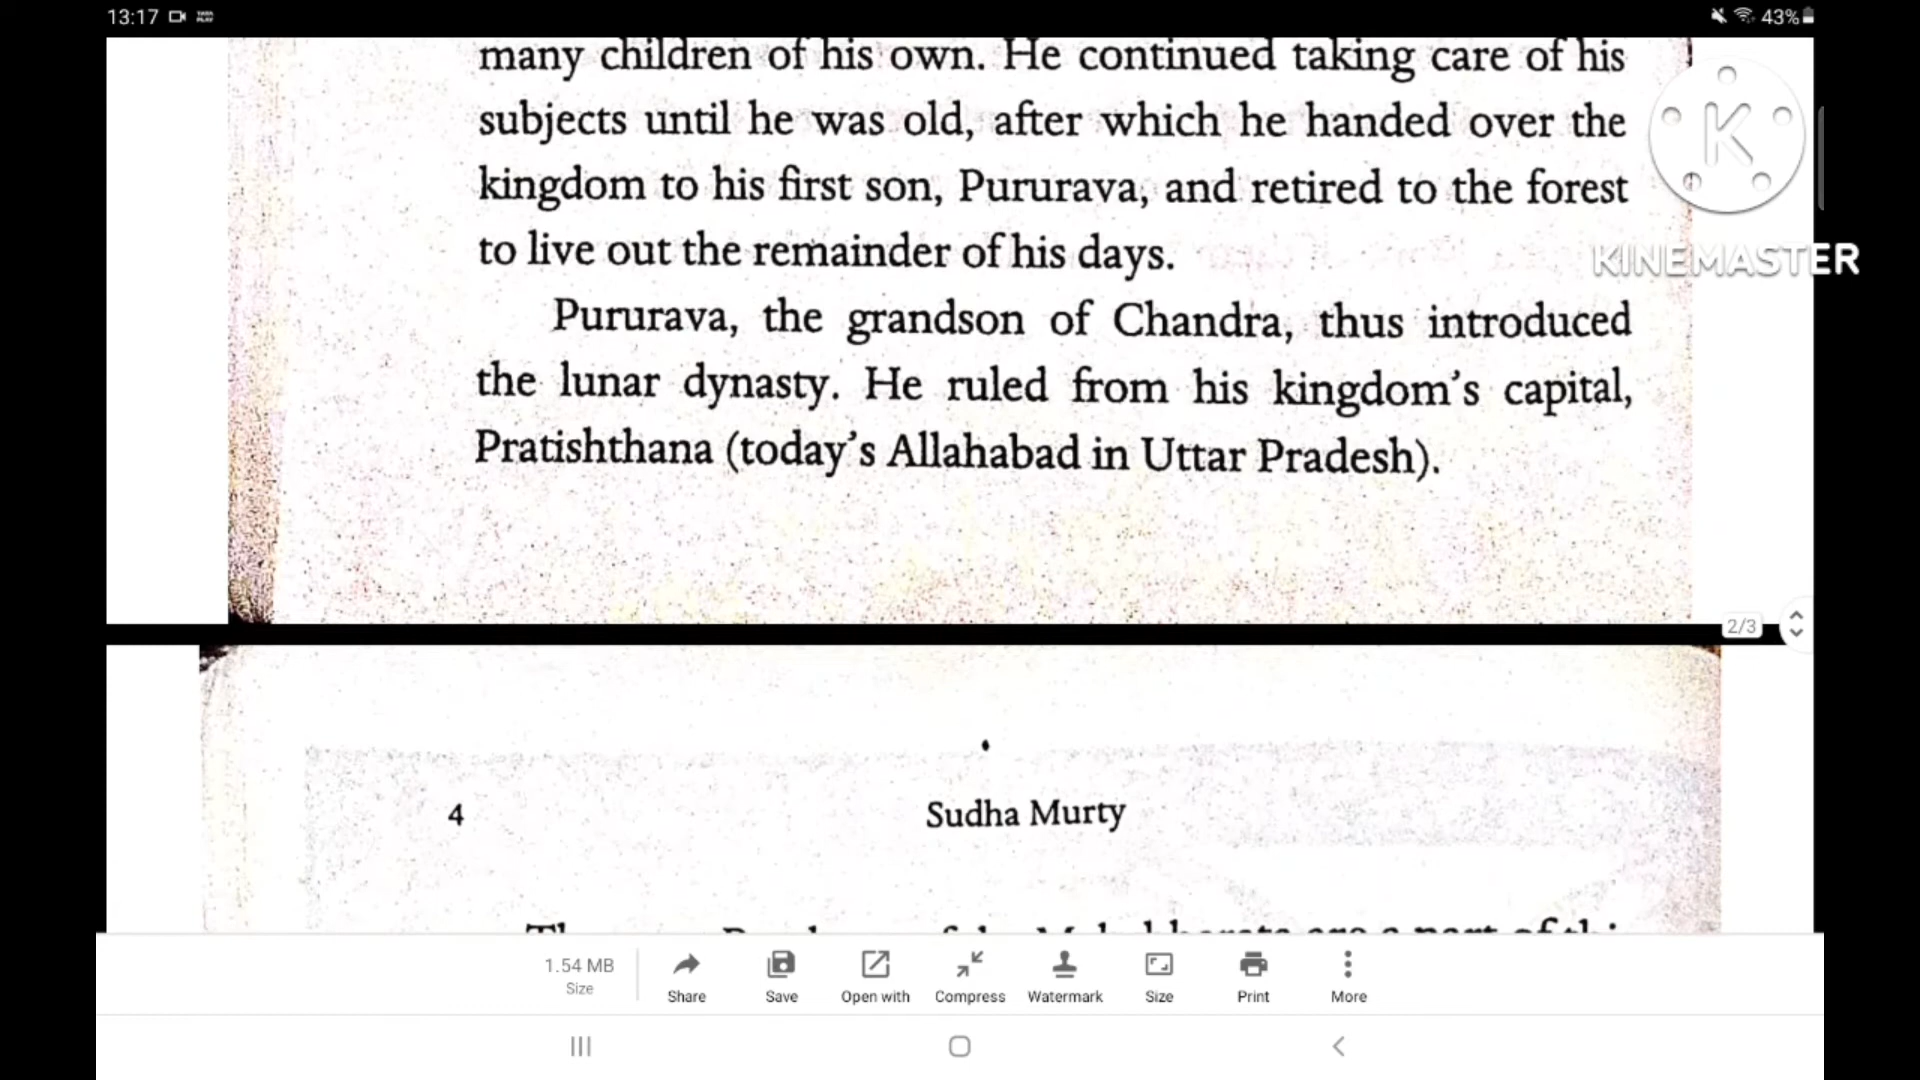 13:17
43%
many children of his own. He continued taking care of his
subjects until he was old, after which he handed over the
kingdom to his first son, Pururava, and retired to the forest
to live out the remainder of his days.
Pururava, the grandson of Chandra, thus introduced
the lunar dynasty. He ruled from his kingdom's capital,
Pratishthana (today's Allahabad in Uttar Pradesh).
K
KINEMASTER
2/3
4 Sudha Murty
1.54 MB
Size
Share
Save
Open with
Compress
Watermark
Size
Print
More